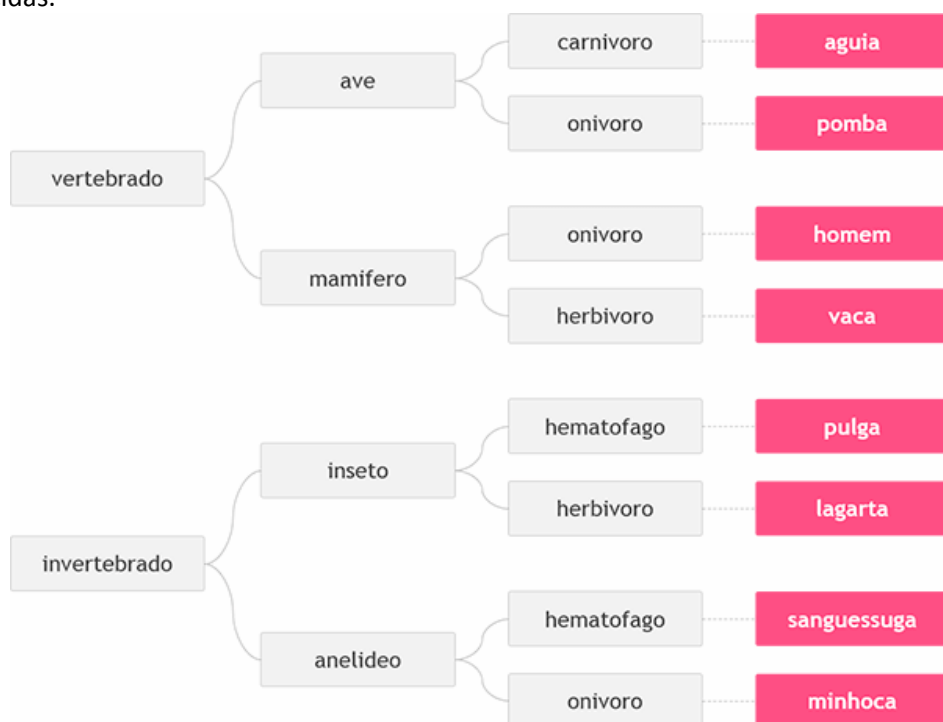 carnivoro aguia
ave
onivoro pomba
vertebrado
onivoro homem
mamifero
herbivoro vaca
hematofago pulga
inseto
herbivoro lagarta
invertebrado
hematofago sanguessuga
anelideo
onivoro minhoca